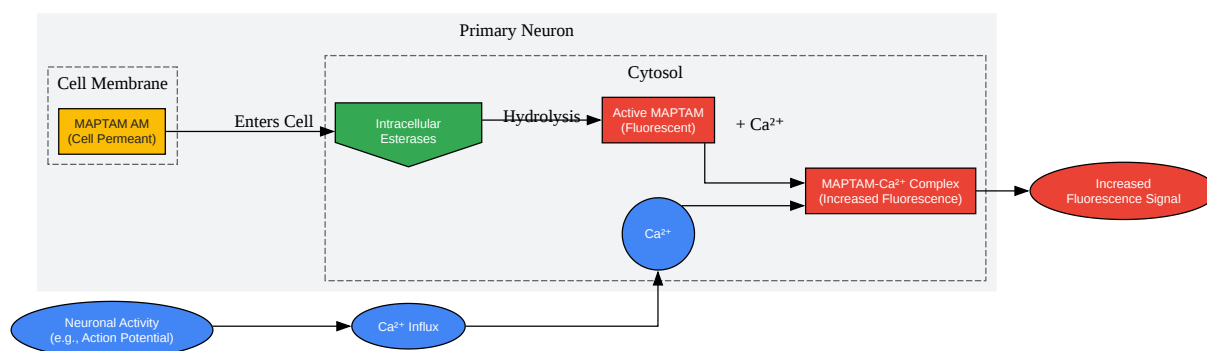 Primary Neuron
Cell Membrane
Cytosol
MAPTAM AM
(Cell Permeant)
Enters Cell
Intracellular
Esterases
Hydrolysis
Active MAPTAM
(Fluorescent)
+ Ca²⁺
MAPTAM-Ca²⁺ Complex
(Increased Fluorescence)
Increased
Fluorescence Signal
Ca²⁺
Neuronal Activity
(e.g., Action Potential)
Ca²⁺ Influx